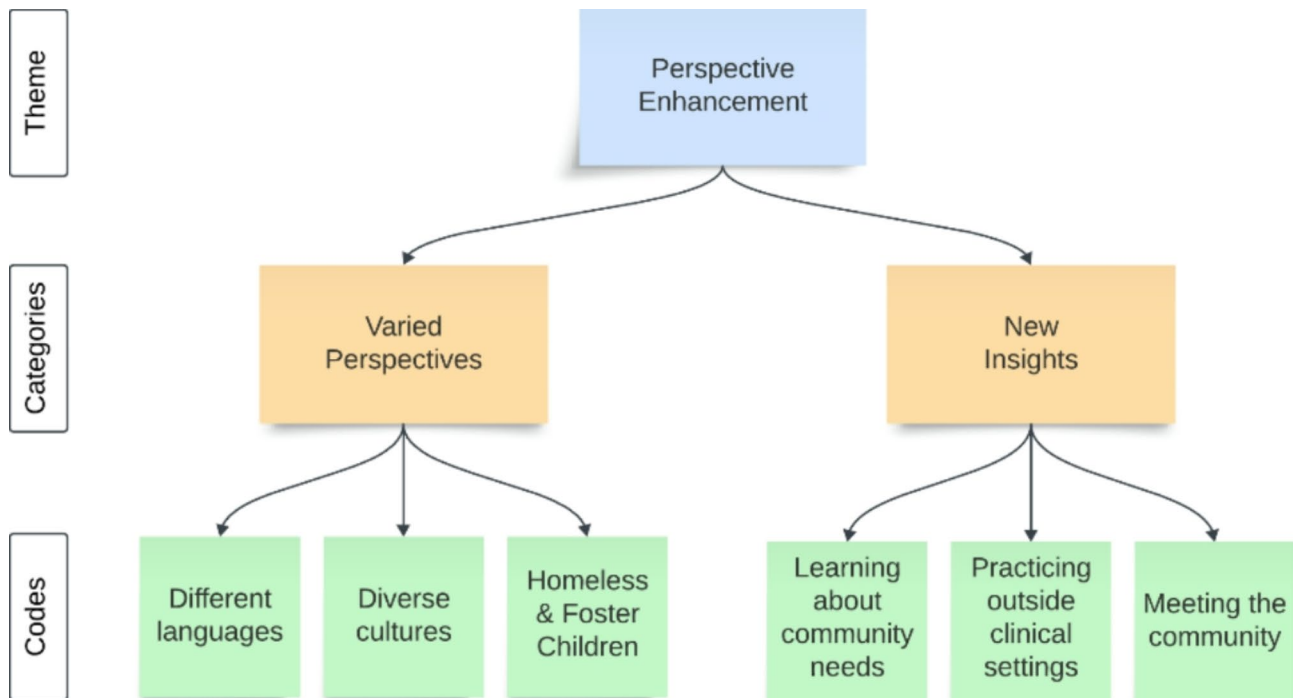 Theme
Perspective
Enhancement
Categories
Varied
Perspectives
New
Insights
Codes
Different
languages
Diverse
cultures
Homeless
& Foster
Children
Learning
about
community
needs
Practicing
outside
clinical
settings
Meeting the
community